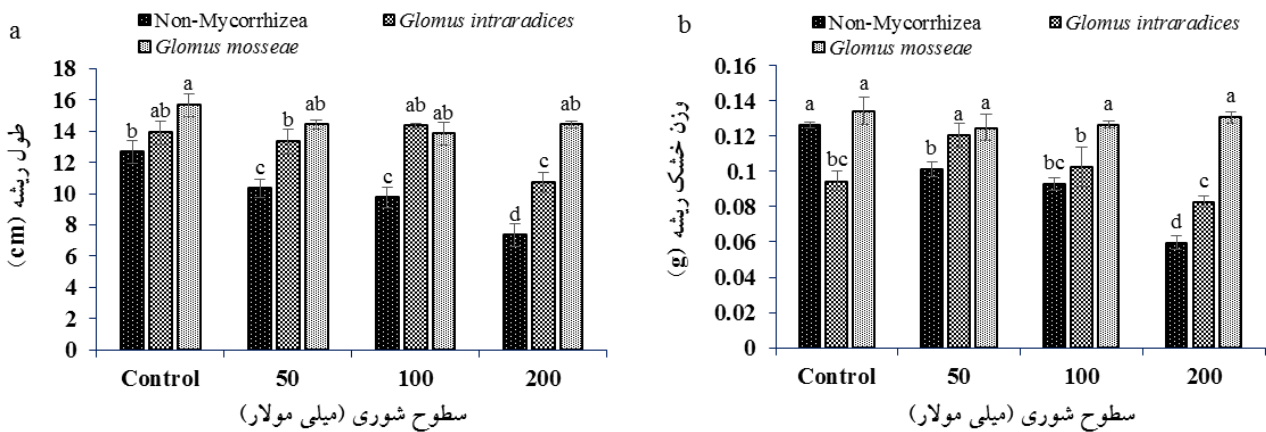 a
Non-Mycorrhizea
Glomus intraradices
Glomus mosseae
18
16
14
12
10
8
6
4
2
0
طول ریشه (cm)
b
ab
a
c
b
ab
c
ab
ab
d
c
ab
Control
50
100
200
سطوح شوری (میلی مولار)
b
Non-Mycorrhizea
Glomus intraradices
Glomus mosseae
0.16
0.14
0.12
0.1
0.08
0.06
0.04
0.02
0
وزن خشک ریشه (g)
a
bc
a
b
a
a
bc
b
a
d
c
a
Control
50
100
200
سطوح شوری (میلی مولار)